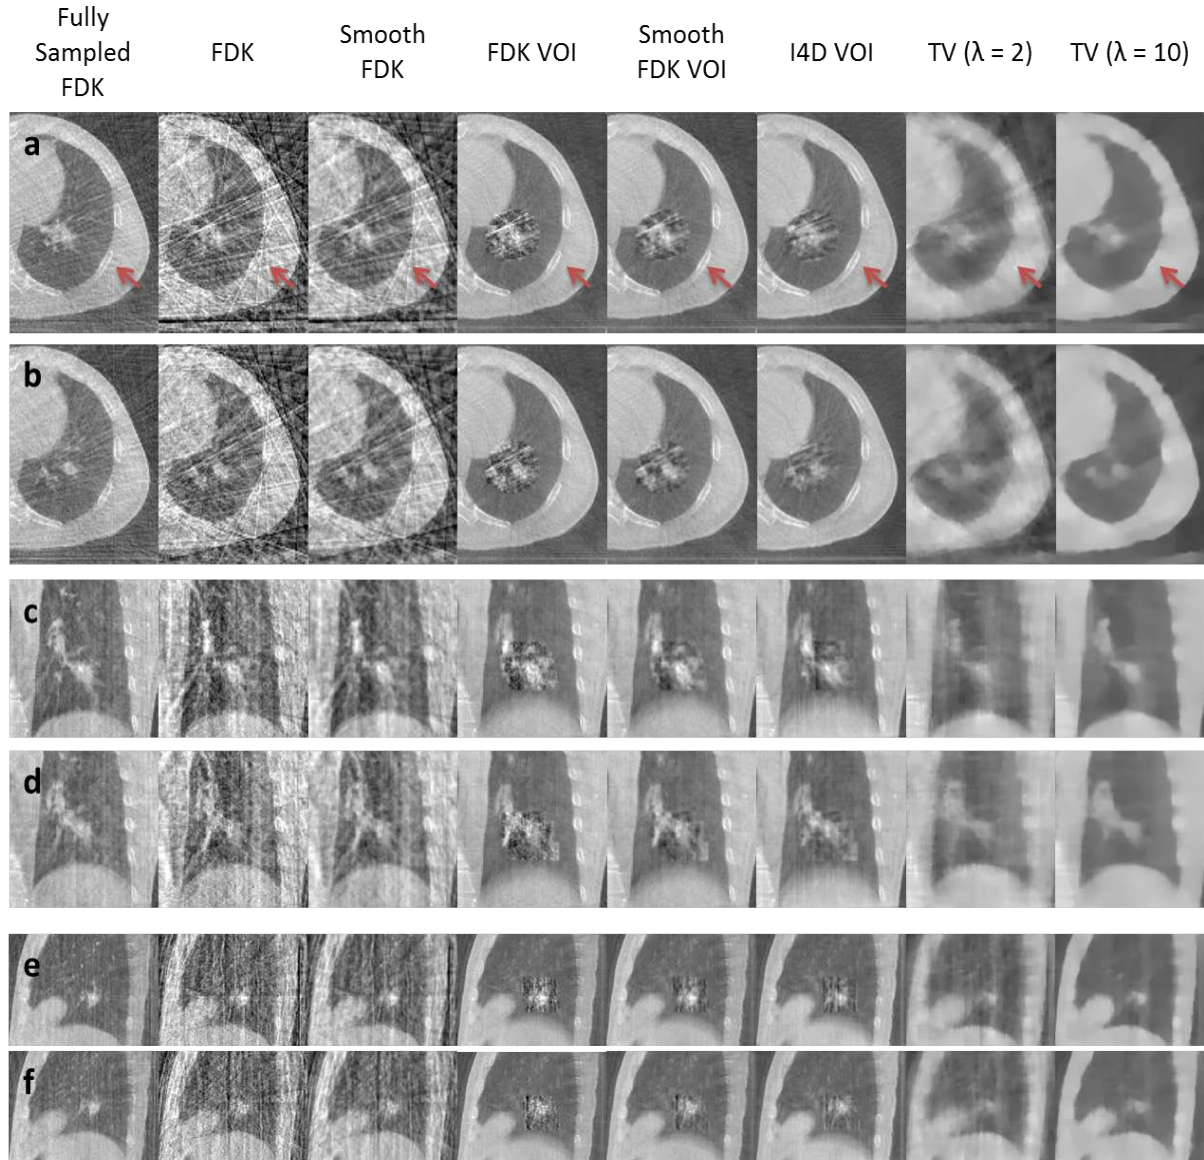 Fully
Sampled
FDK
FDK
Smooth
FDK
FDK VOI
Smooth
FDK VOI
I4D VOI
TV (λ = 2)
TV (λ = 10)
a
b
c
d
e
f